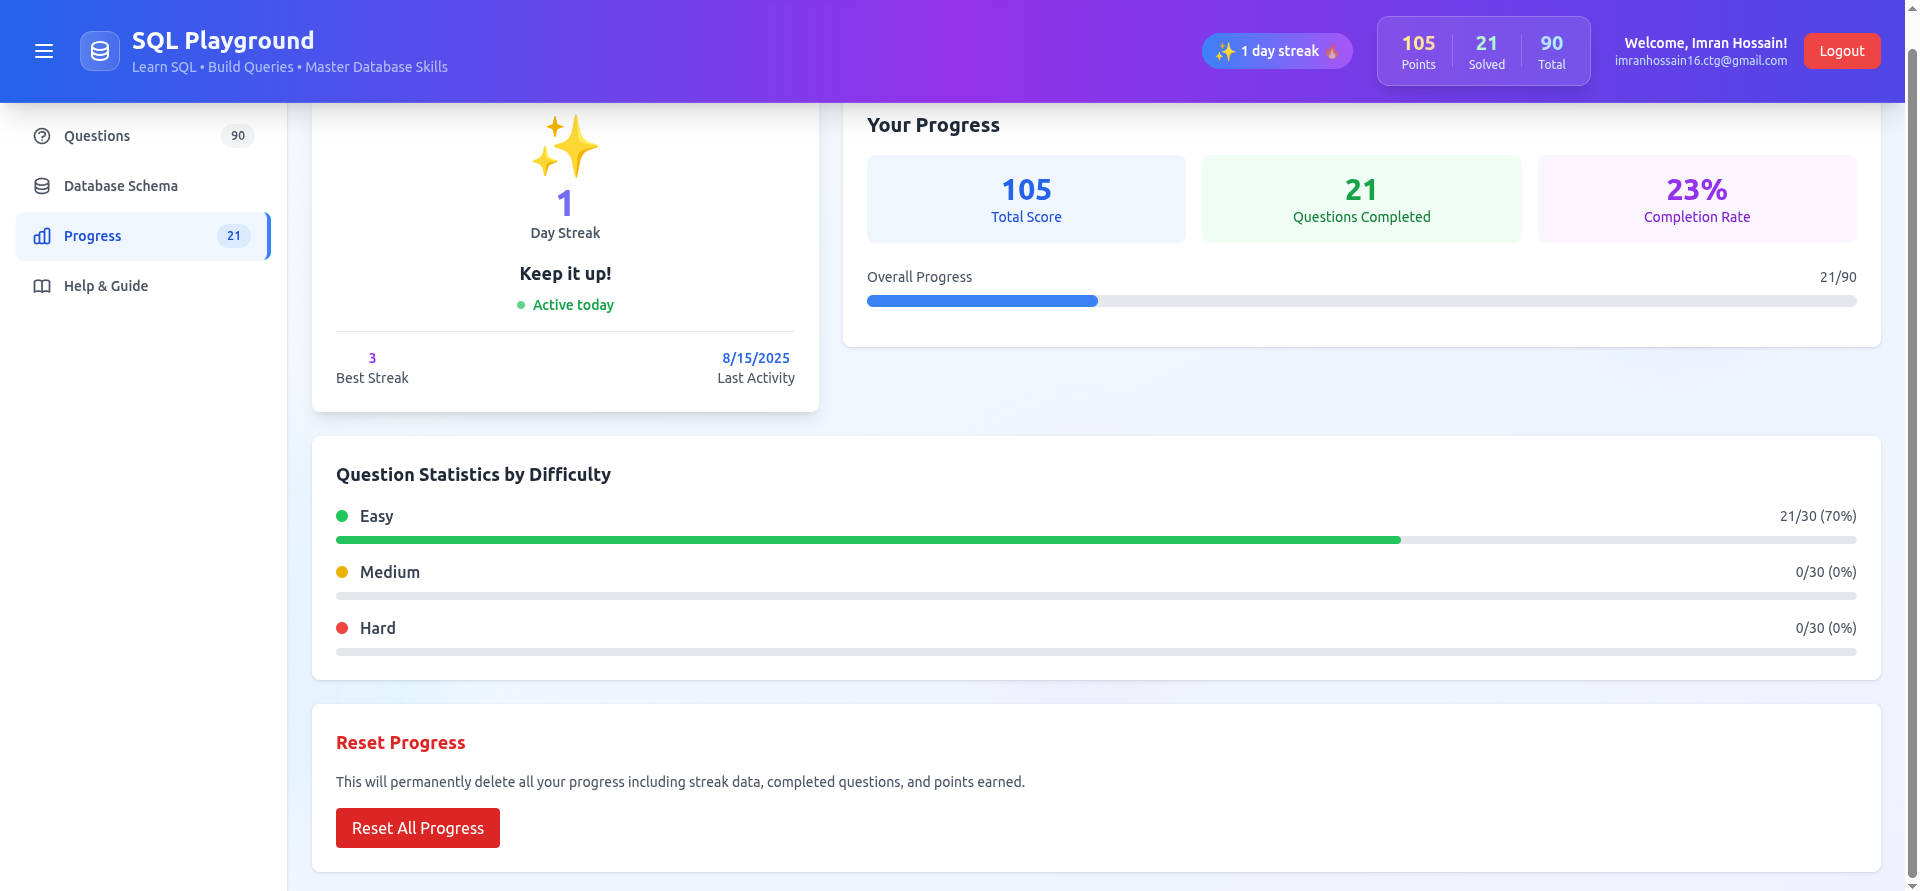 SQL Playground
Learn SQL • Build Queries • Master Database Skills
✨ 1 day streak 🔥
105
Points
21
Solved
90
Total
Welcome, Imran Hossain!
imranhossain16.ctg@gmail.com
Logout
Questions 90
Database Schema
Progress 21
Help & Guide
1
Day Streak
Keep it up!
Active today
3
Best Streak
8/15/2025
Last Activity
Your Progress
105
Total Score
21
Questions Completed
23%
Completion Rate
Overall Progress 21/90
Question Statistics by Difficulty
Easy 21/30 (70%)
Medium 0/30 (0%)
Hard 0/30 (0%)
Reset Progress
This will permanently delete all your progress including streak data, completed questions, and points earned.
Reset All Progress